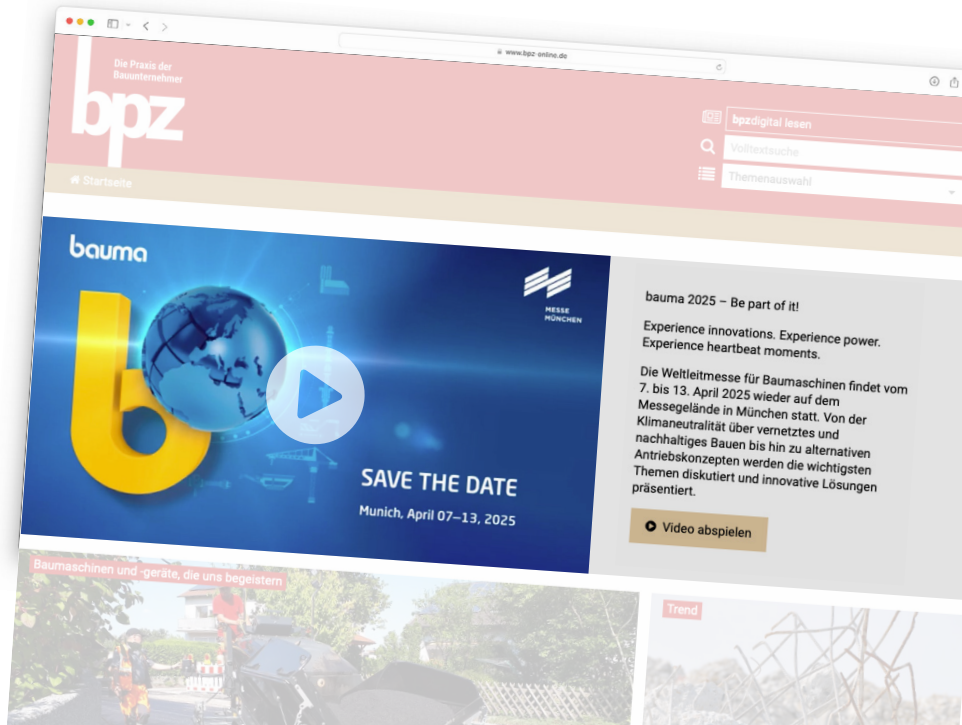 www.bpz-online.de
Die Praxis der
Bauunternehmer
bpz
bpzdigital lesen
Volltextsuche
Themenauswahl
Startseite
bauma
b
MESSE
MÜNCHEN
SAVE THE DATE
Munich, April 07–13, 2025
bauma 2025 – Be part of it!
Experience innovations. Experience power.
Experience heartbeat moments.
Die Weltleitmesse für Baumaschinen findet vom
7. bis 13. April 2025 wieder auf dem
Messegelände in München statt. Von der
Klimaneutralität über vernetztes und
nachhaltiges Bauen bis hin zu alternativen
Antriebskonzepten werden die wichtigsten
Themen diskutiert und innovative Lösungen
präsentiert.
Video abspielen
Baumaschinen und -geräte, die uns begeistern
Trend